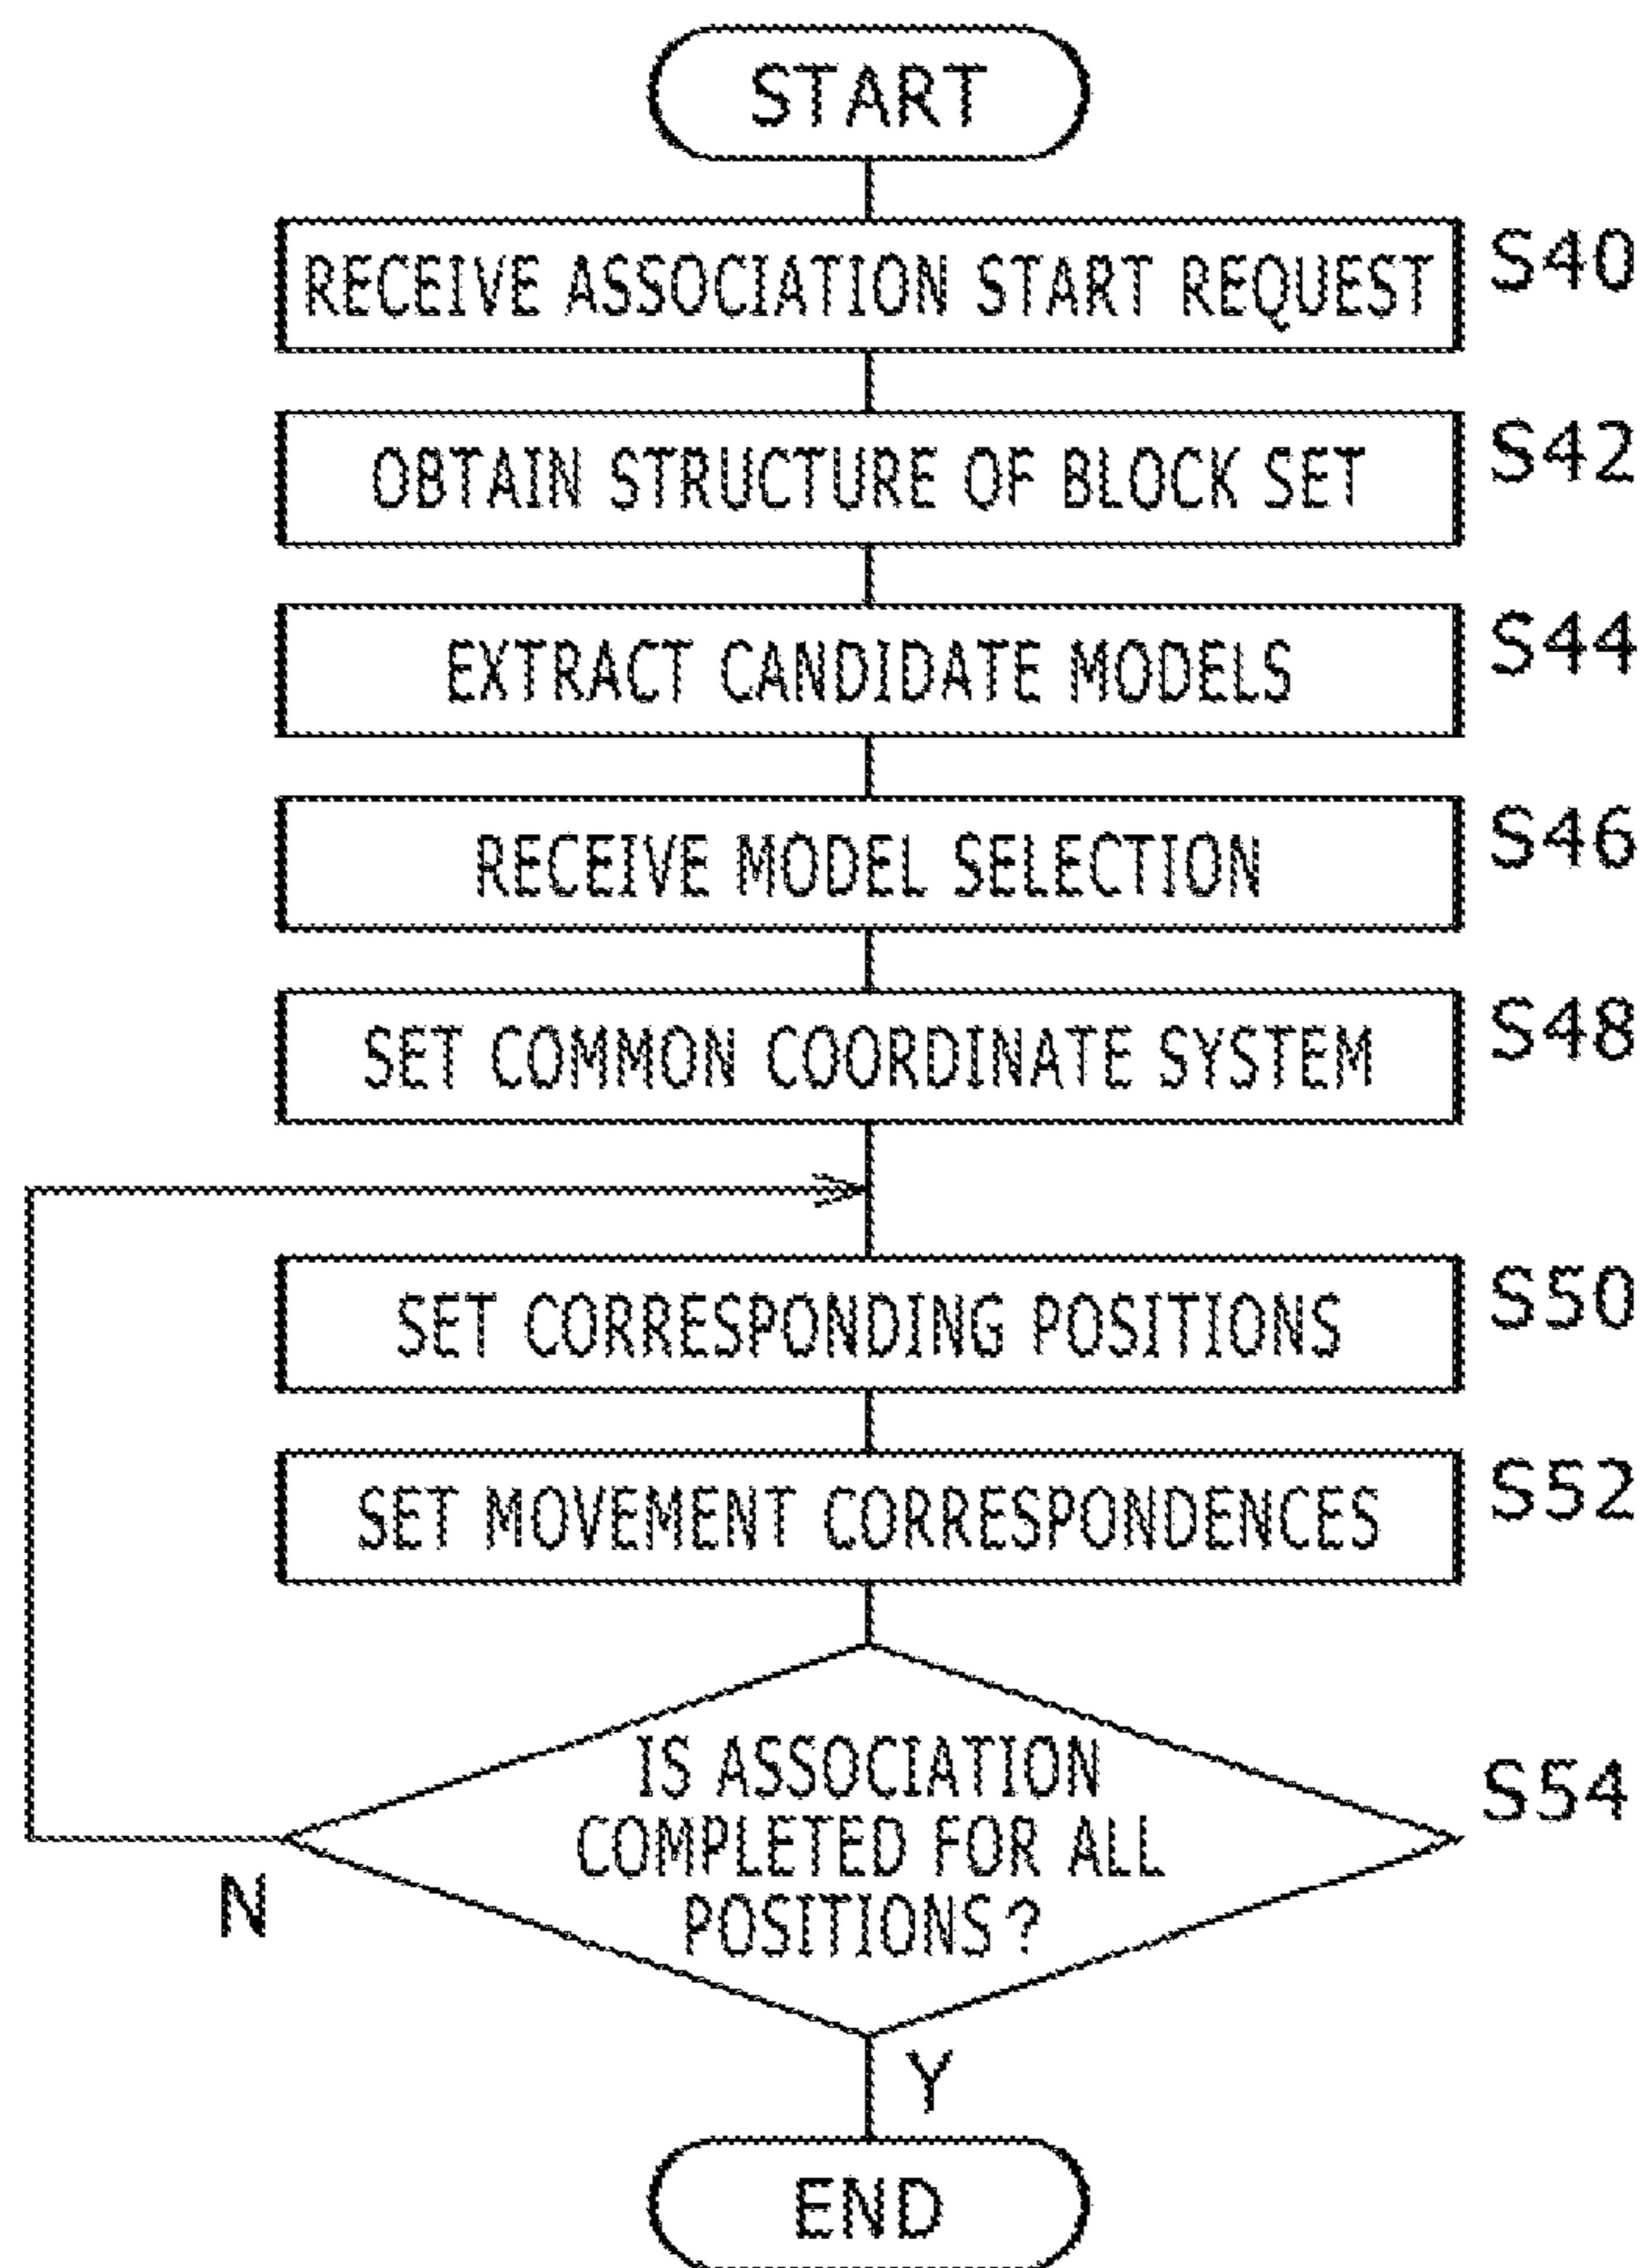 START
RECEIVE ASSOCIATION START REQUEST S40
OBTAIN STRUCTURE OF BLOCK SET S42
EXTRACT CANDIDATE MODELS S44
RECEIVE MODEL SELECTION S46
SET COMMON COORDINATE SYSTEM S48
SET CORRESPONDING POSITIONS S50
SET MOVEMENT CORRESPONDENCES S52
IS ASSOCIATION
COMPLETED FOR ALL
POSITIONS?
S54
N
Y
END